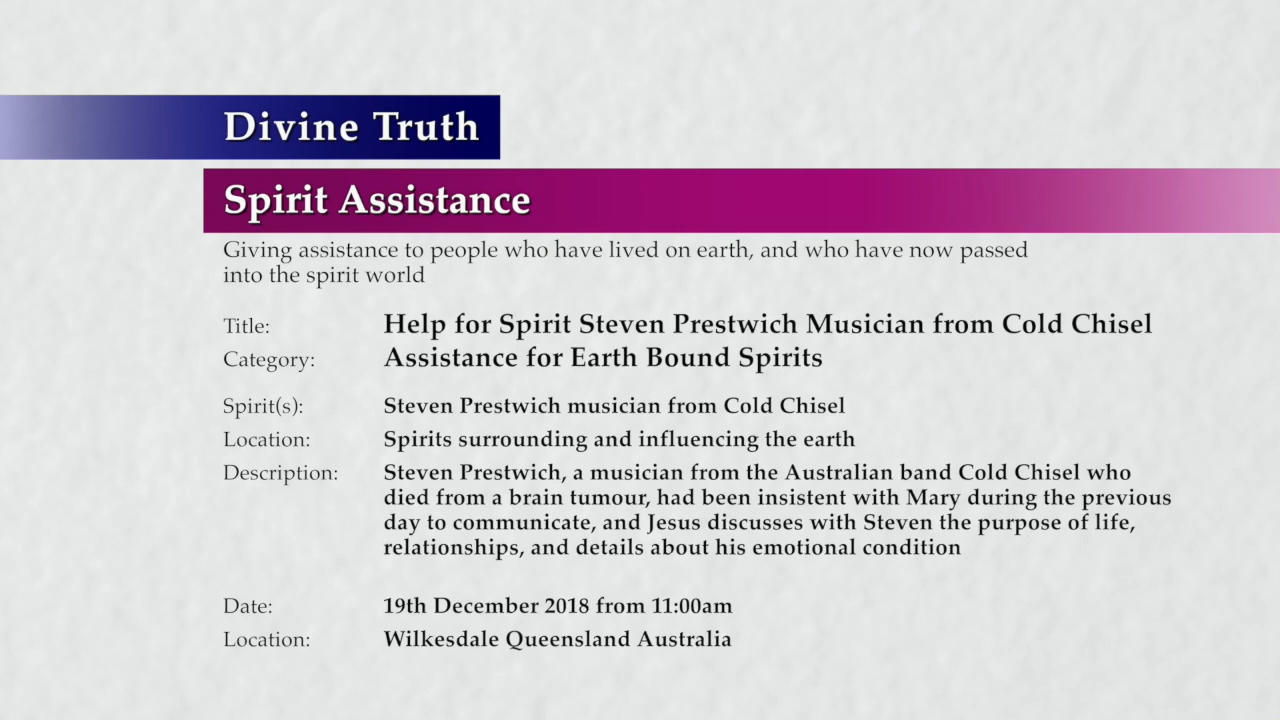 Divine Truth
Spirit Assistance
Giving assistance to people who have lived on earth, and who have now passed
into the spirit world
Title: Help for Spirit Steven Prestwich Musician from Cold Chisel
Category: Assistance for Earth Bound Spirits
Spirit(s): Steven Prestwich musician from Cold Chisel
Location: Spirits surrounding and influencing the earth
Description: Steven Prestwich, a musician from the Australian band Cold Chisel who
died from a brain tumour, had been insistent with Mary during the previous
day to communicate, and Jesus discusses with Steven the purpose of life,
relationships, and details about his emotional condition
Date: 19th December 2018 from 11:00am
Location: Wilkesdale Queensland Australia